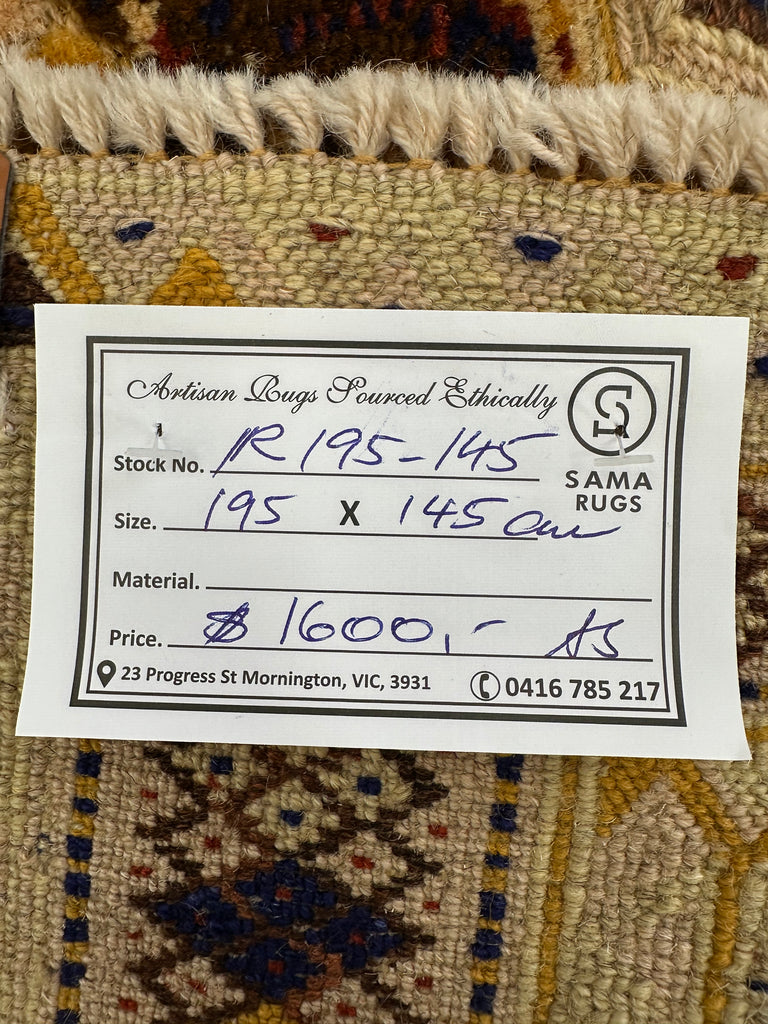 Artisan Rugs Sourced Ethically
S
SAMA
RUGS
Stock No. R 195-145
Size. 195 X 145 cm
Material.
Price. $ 1600,- AS
23 Progress St Mornington, VIC, 3931
0416 785 217